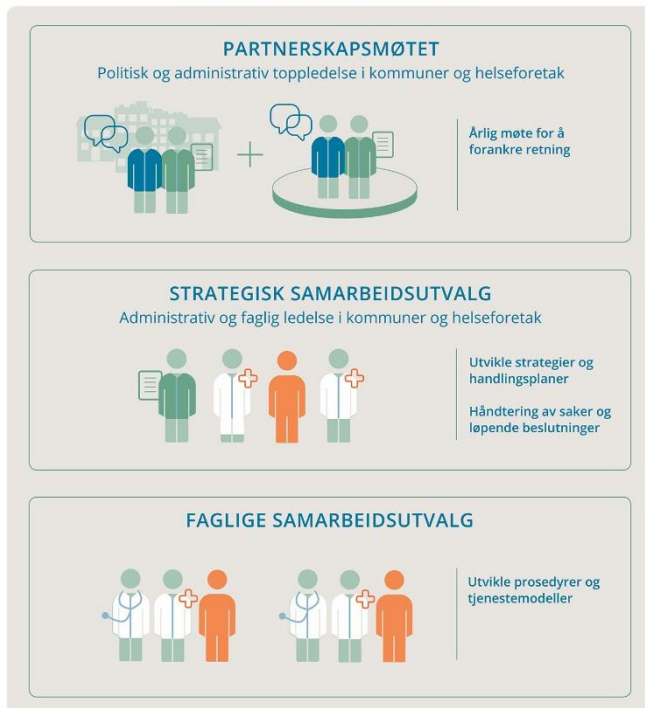 PARTNERSKAPSMØTET
Politisk og administrativ toppledelse i kommuner og helseforetak
Årlig møte for å
forankre retning
STRATEGISK SAMARBEIDSUTVALG
Administrativ og faglig ledelse i kommuner og helseforetak
Utvikle strategier og
handlingsplaner
Håndtering av saker og
løpende beslutninger
FAGLIGE SAMARBEIDSUTVALG
Utvikle prosedyrer og
tjenestemodeller